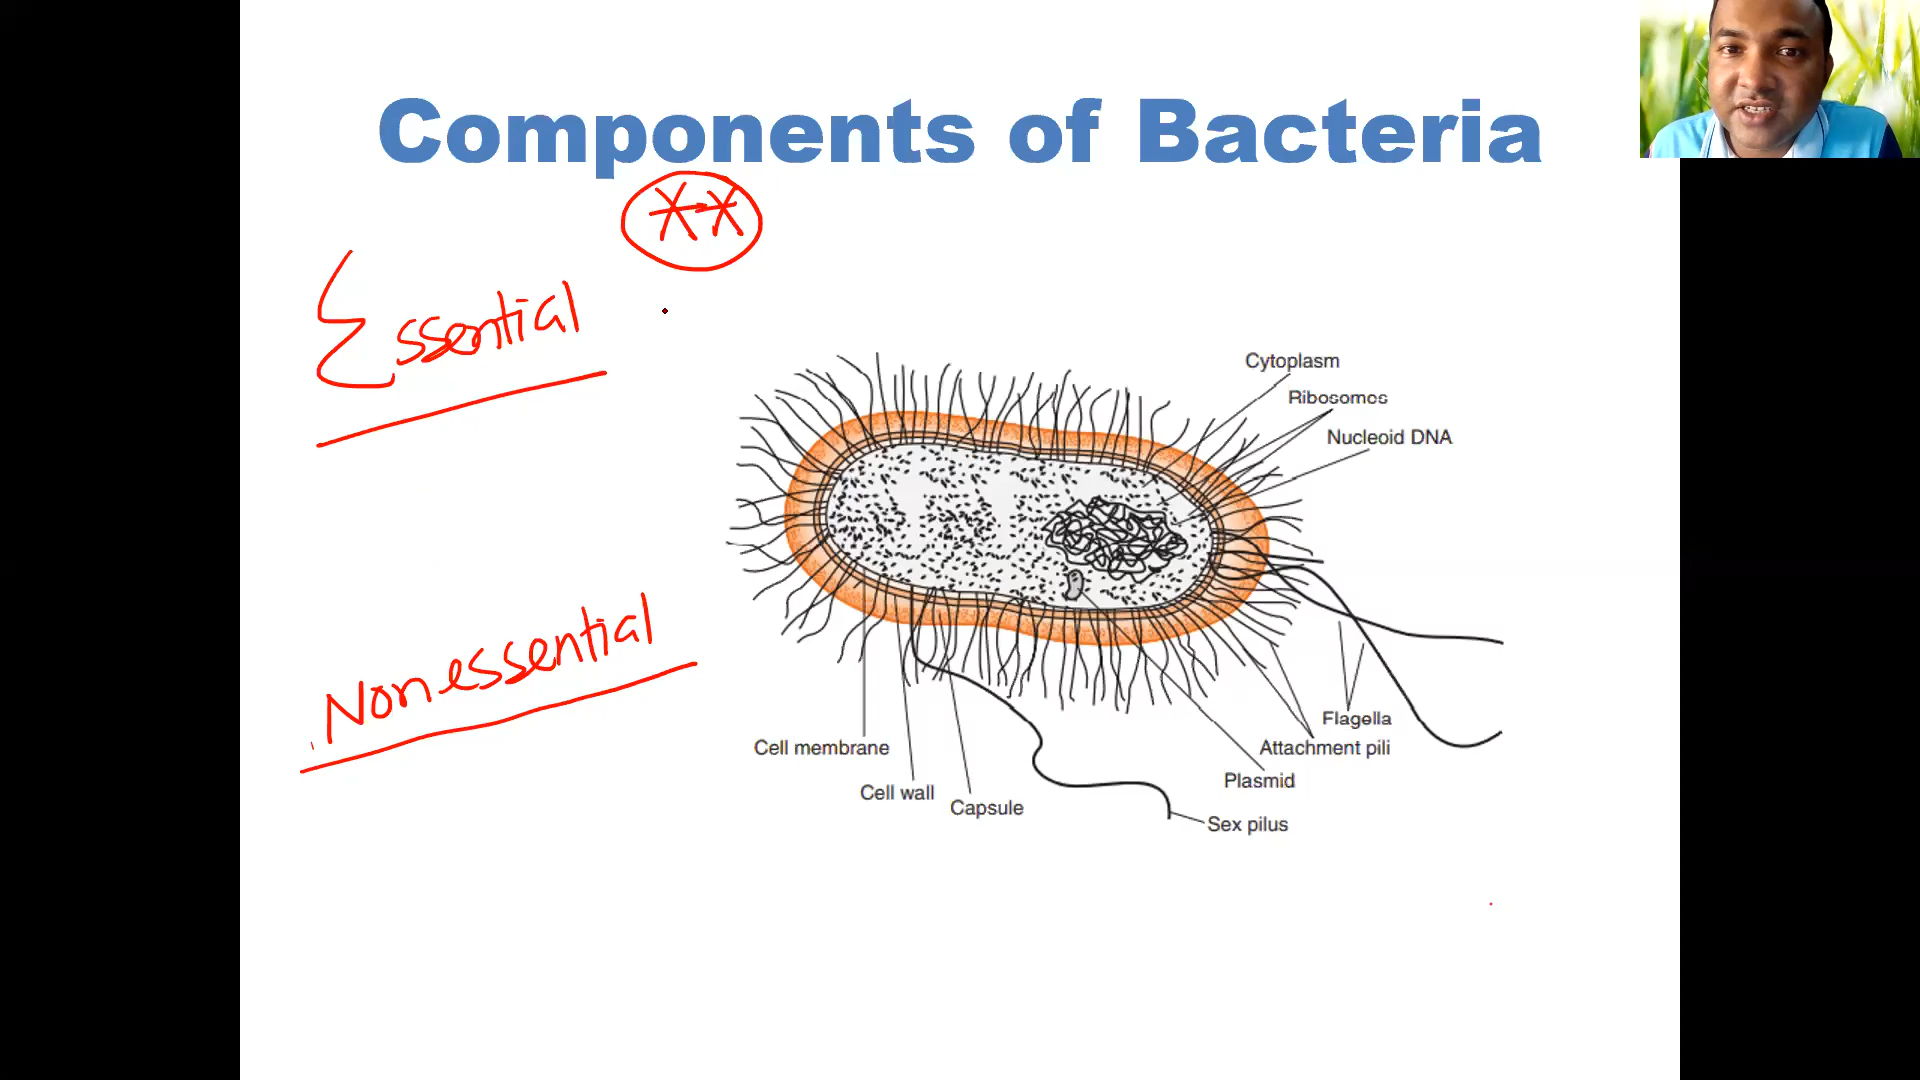 Components of Bacteria
Essential
Cytoplasm
Ribosomes
Nucleoid DNA
Nonessential
Flagella
Cell membrane
Attachment pili
Plasmid
Cell wall
Capsule
Sex pilus